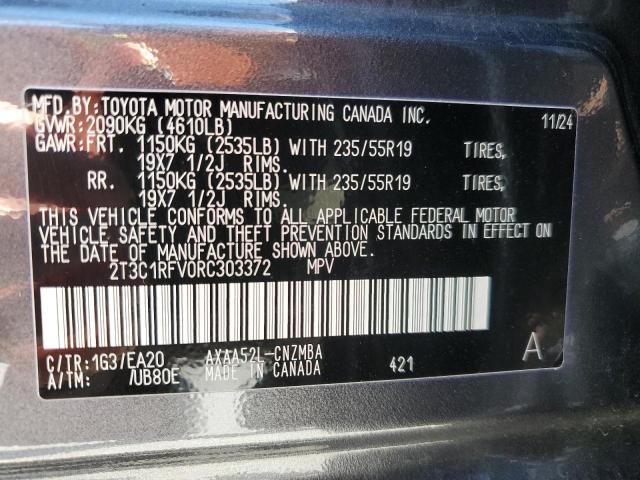 MFD.BY:TOYOTA MOTOR MANUFACTURING CANADA INC. 11/24
GVWR:2090KG (4610LB)
GAWR:FRT. 1150KG (2535LB) WITH 235/55R19 TIRES,
19X7 1/2J RIMS.
RR. 1150KG (2535LB) WITH 235/55R19 TIRES,
19X7 1/2J RIMS.
THIS VEHICLE CONFORMS TO ALL APPLICABLE FEDERAL MOTOR
VEHICLE SAFETY AND THEFT PREVENTION STANDARDS IN EFFECT ON
THE DATE OF MANUFACTURE SHOWN ABOVE.
2T3C1RFV0RC303372 MPV
C/TR:1G3/EA20 AXAA52L-CNZMBA 421 A
A/TM: /UB80E MADE IN CANADA